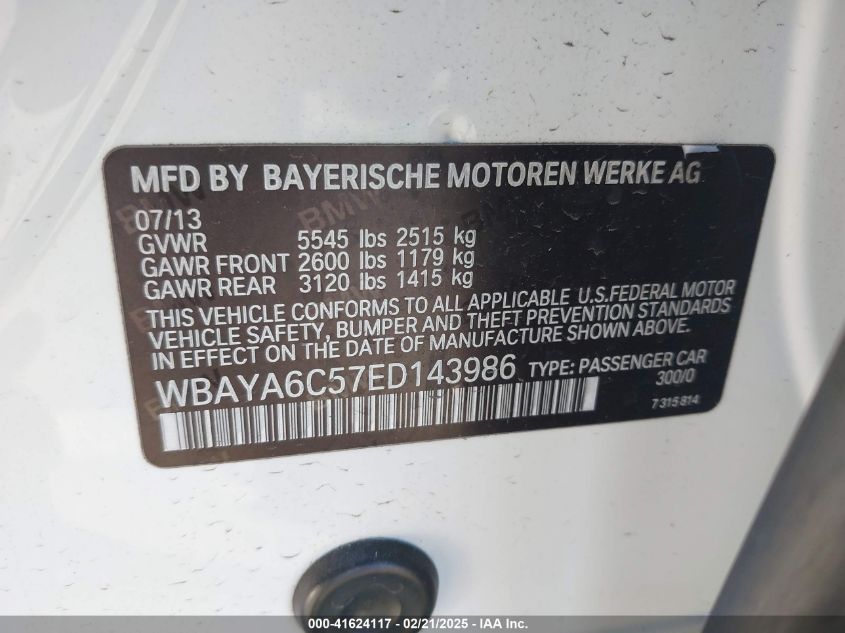 MFD BY BAYERISCHE MOTOREN WERKE AG
07/13
GVWR 5545 lbs 2515 kg
GAWR FRONT 2600 lbs 1179 kg
GAWR REAR 3120 lbs 1415 kg
THIS VEHICLE CONFORMS TO ALL APPLICABLE U.S.FEDERAL MOTOR
VEHICLE SAFETY, BUMPER AND THEFT PREVENTION STANDARDS
IN EFFECT ON THE DATE OF MANUFACTURE SHOWN ABOVE.
WBAYA6C57ED143986 TYPE: PASSENGER CAR
300/0
7315814
000-41624117 - 02/21/2025 - IAA Inc.